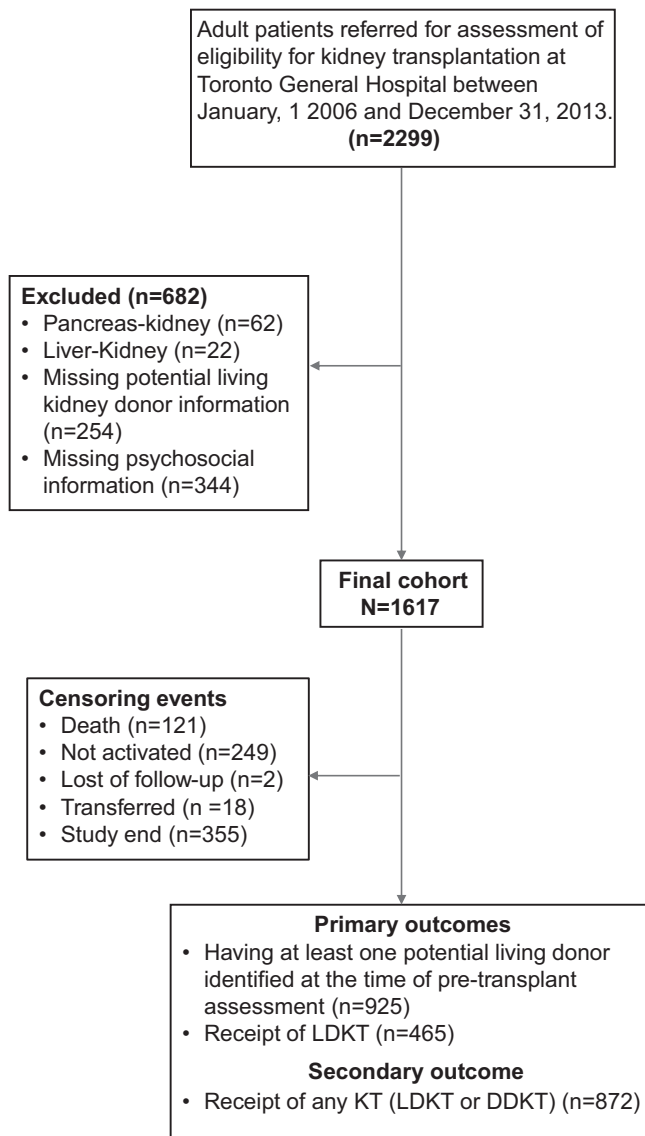 Adult patients referred for assessment of
eligibility for kidney transplantation at
Toronto General Hospital between
January, 1 2006 and December 31, 2013.
(n=2299)
Excluded (n=682)
• Pancreas-kidney (n=62)
• Liver-Kidney (n=22)
• Missing potential living
kidney donor information
(n=254)
• Missing psychosocial
information (n=344)
Final cohort
N=1617
Censoring events
• Death (n=121)
• Not activated (n=249)
• Lost of follow-up (n=2)
• Transferred (n =18)
• Study end (n=355)
Primary outcomes
• Having at least one potential living donor
identified at the time of pre-transplant
assessment (n=925)
• Receipt of LDKT (n=465)
Secondary outcome
• Receipt of any KT (LDKT or DDKT) (n=872)